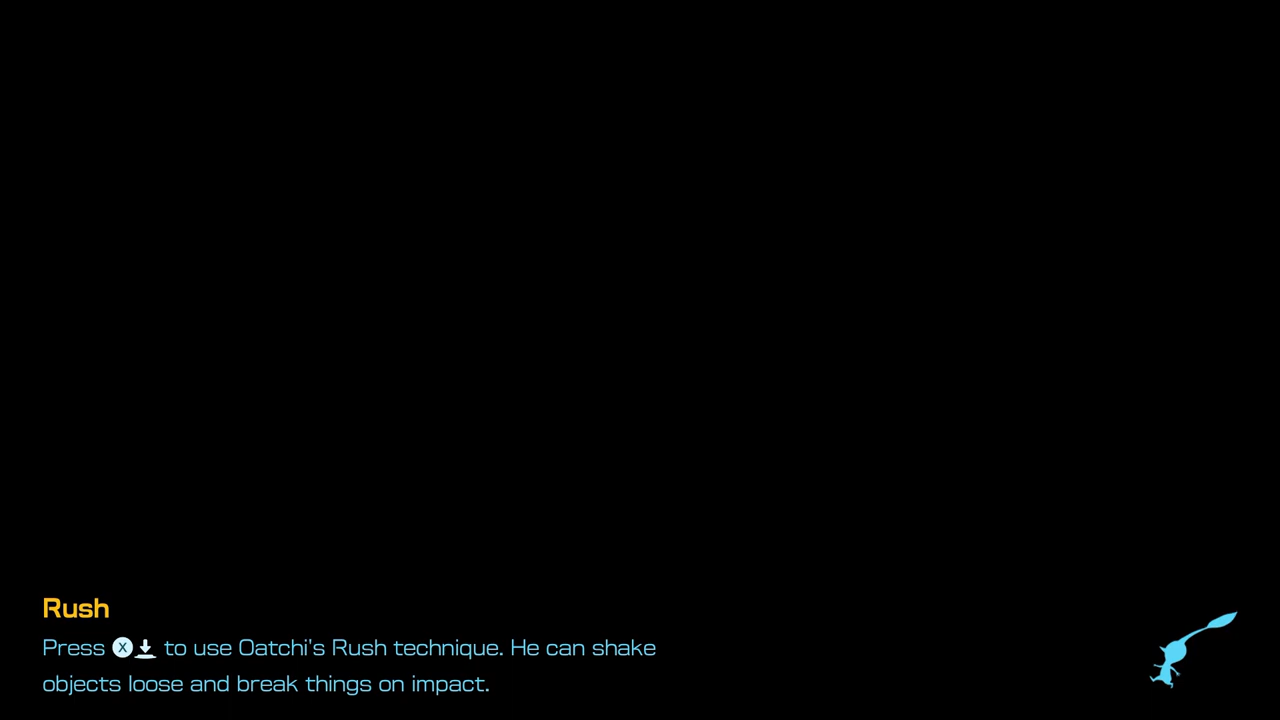 Rush
Press X to use Oatchi's Rush technique. He can shake
objects loose and break things on impact.